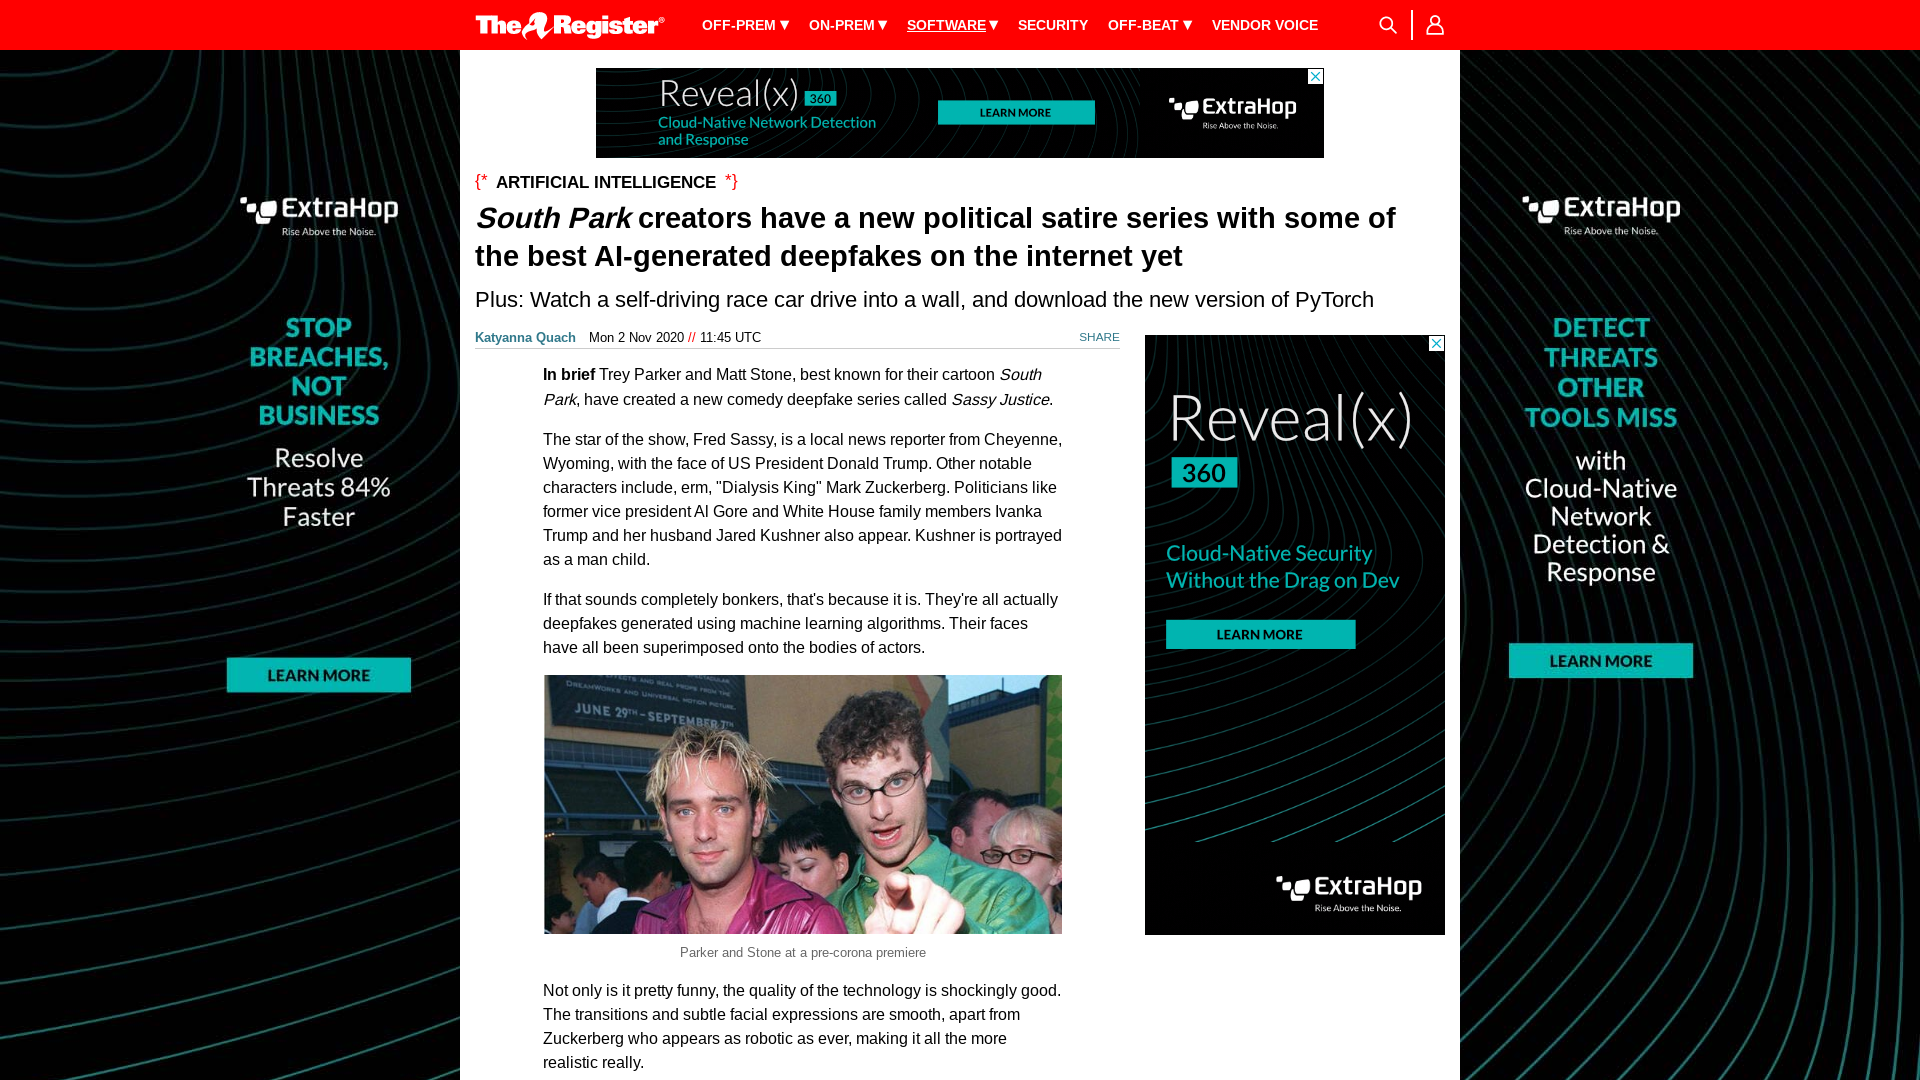 The Register®
OFF-PREM ▼ ON-PREM ▼ SOFTWARE ▼ SECURITY OFF-BEAT ▼ VENDOR VOICE
Reveal(x) 360
Cloud-Native Network Detection
and Response
LEARN MORE
ExtraHop
Rise Above the Noise.
{* ARTIFICIAL INTELLIGENCE *}
South Park creators have a new political satire series with some of
the best AI-generated deepfakes on the internet yet
Plus: Watch a self-driving race car drive into a wall, and download the new version of PyTorch
Katyanna Quach Mon 2 Nov 2020 // 11:45 UTC
SHARE
In brief Trey Parker and Matt Stone, best known for their cartoon South
Park, have created a new comedy deepfake series called Sassy Justice.
The star of the show, Fred Sassy, is a local news reporter from Cheyenne,
Wyoming, with the face of US President Donald Trump. Other notable
characters include, erm, "Dialysis King" Mark Zuckerberg. Politicians like
former vice president Al Gore and White House family members Ivanka
Trump and her husband Jared Kushner also appear. Kushner is portrayed
as a man child.
If that sounds completely bonkers, that's because it is. They're all actually
deepfakes generated using machine learning algorithms. Their faces
have all been superimposed onto the bodies of actors.
DREAMWORKS AND UNIVERSAL MOTION PICTURE.
JUNE 29TH-SEPTEMBER 7TH
Parker and Stone at a pre-corona premiere
Not only is it pretty funny, the quality of the technology is shockingly good.
The transitions and subtle facial expressions are smooth, apart from
Zuckerberg who appears as robotic as ever, making it all the more
realistic really.
ExtraHop
Rise Above the Noise.
STOP
BREACHES,
NOT
BUSINESS
Resolve
Threats 84%
Faster
LEARN MORE
Reveal(x)
360
Cloud-Native Security
Without the Drag on Dev
LEARN MORE
ExtraHop
Rise Above the Noise.
ExtraHop
Rise Above the Noise.
DETECT
THREATS
OTHER
TOOLS MISS
with
Cloud-Native
Network
Detection &
Response
LEARN MORE